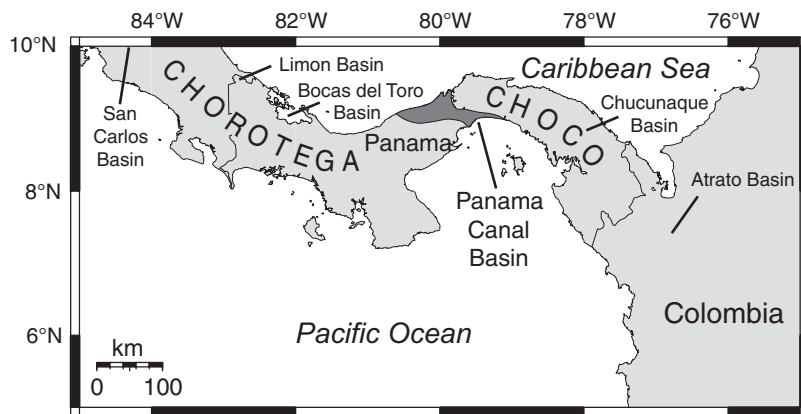 84°W 82°W 80°W 78°W 76°W
10°N
8°N
6°N
Caribbean Sea
Limon Basin
Bocas del Toro
Basin
San
Carlos
Basin
CHOROTEGA
Panama
CHOCO
Chucunaque
Basin
Panama
Canal
Basin
Atrato Basin
Colombia
Pacific Ocean
km
0 100